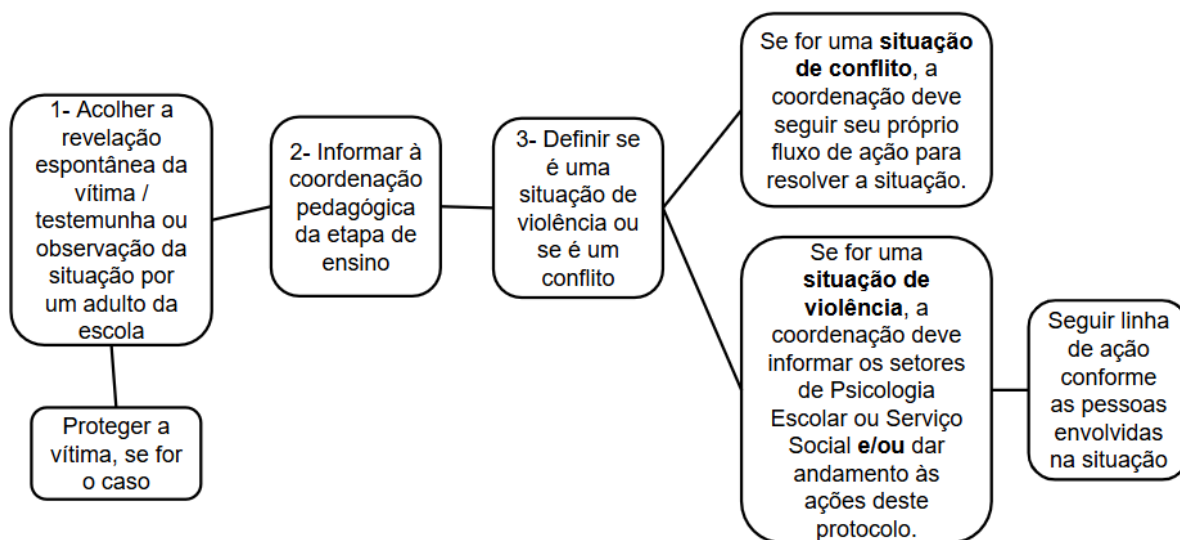 1- Acolher a
revelação
espontânea da
vítima /
testemunha ou
observação da
situação por
um adulto da
escola
Proteger a
vítima, se for
o caso
2- Informar à
coordenação
pedagógica
da etapa de
ensino
3- Definir se
é uma
situação de
violência ou
se é um
conflito
Se for uma situação
de conflito, a
coordenação deve
seguir seu próprio
fluxo de ação para
resolver a situação.
Se for uma
situação de
violência, a
coordenação deve
informar os setores
de Psicologia
Escolar ou Serviço
Social e/ou dar
andamento às
ações deste
protocolo.
Seguir linha
de ação
conforme
as pessoas
envolvidas
na situação